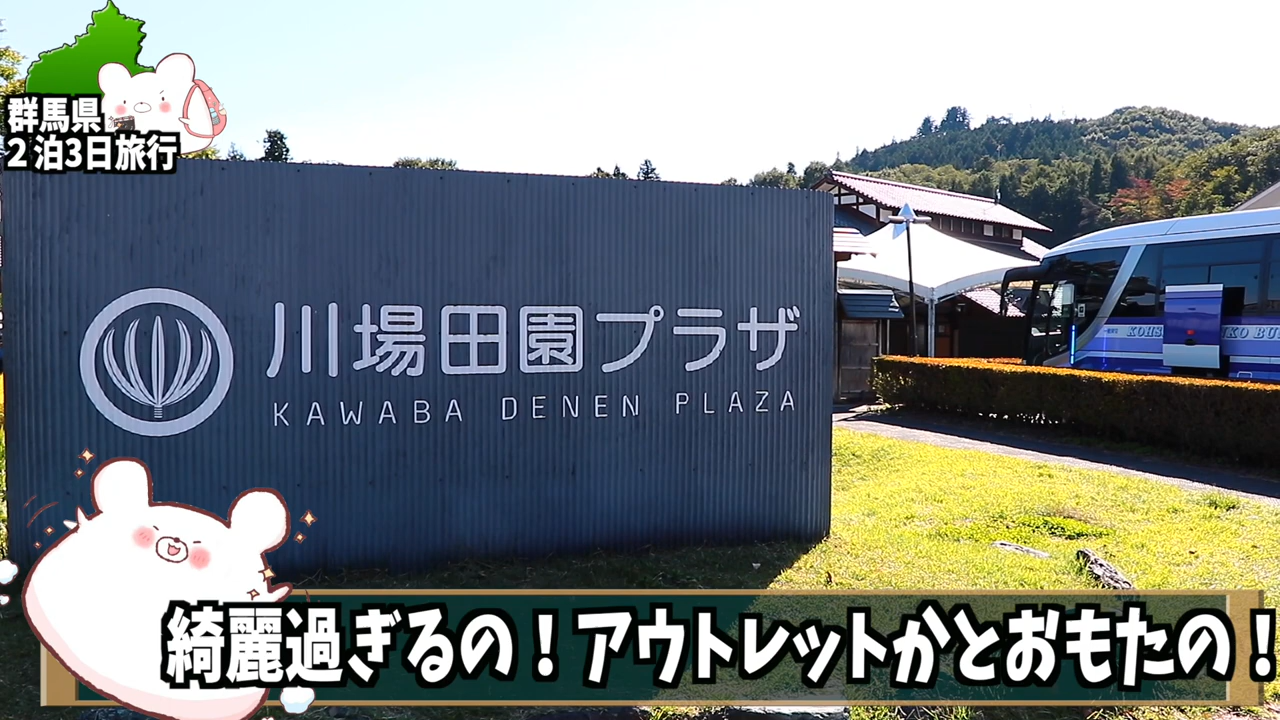 群馬県
２泊3日旅行
川場田園プラザ
KAWABA DENEN PLAZA
綺麗過ぎるの！アウトレットかとおもたの！